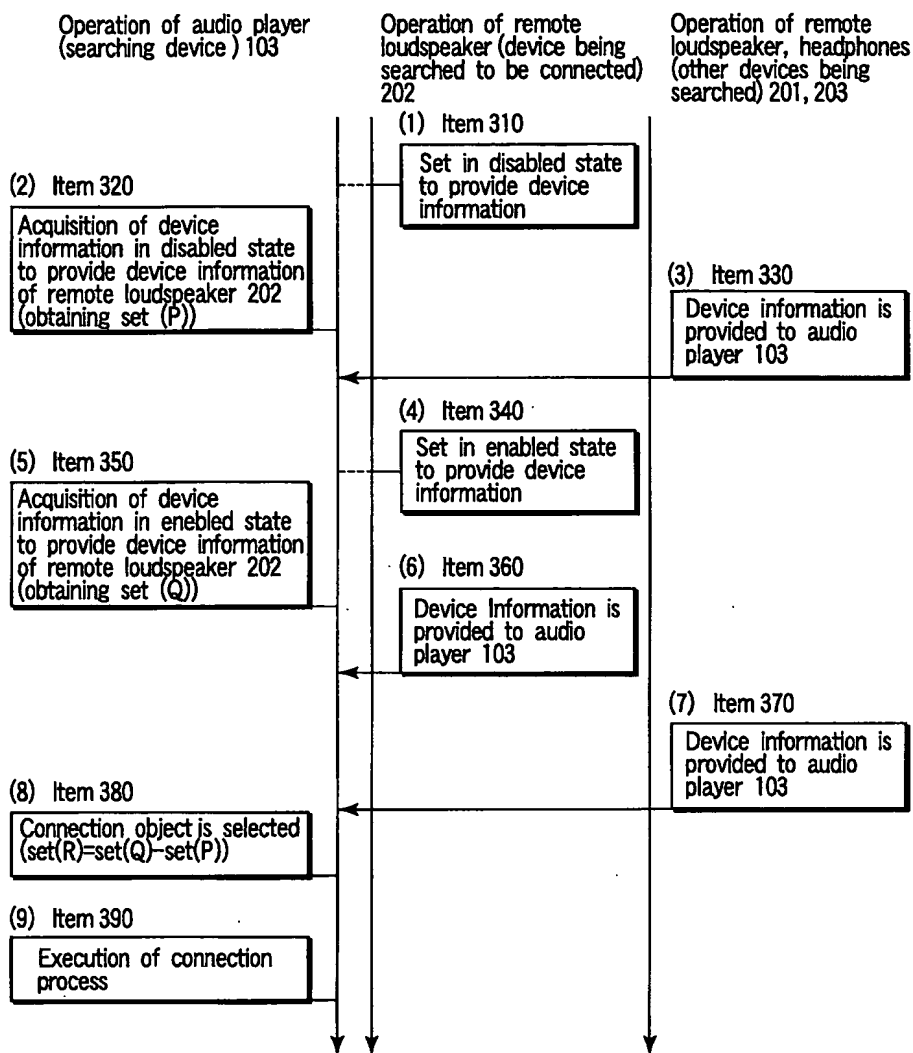 Operation of audio player
(searching device) 103
Operation of remote
loudspeaker (device being
searched to be connected)
202
Operation of remote
loudspeaker, headphones
(other devices being
searched) 201, 203
(1) Item 310
Set in disabled state
to provide device
information
(2) Item 320
Acquisition of device
information in disabled state
to provide device information
of remote loudspeaker 202
(obtaining set (P))
(3) Item 330
Device information is
provided to audio
player 103
(4) Item 340
Set in enabled state
to provide device
information
(5) Item 350
Acquisition of device
information in enebled state
to provide device information
of remote loudspeaker 202
(obtaining set (Q))
(6) Item 360
Device Information is
provided to audio
player 103
(7) Item 370
Device information is
provided to audio
player 103
(8) Item 380
Connection object is selected
(set(R)=set(Q)-set(P))
(9) Item 390
Execution of connection
process